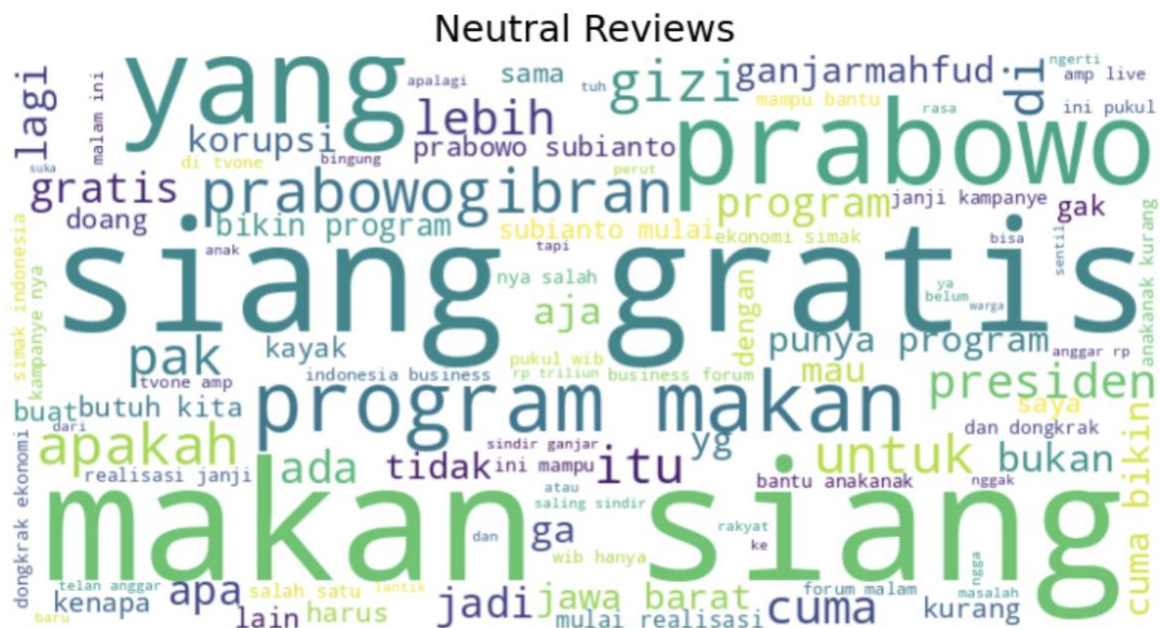 Neutral Reviews
lagi
malam ini
yang
apalagi
sama
tuh
gizi
ganjarmahfud
di
ngerti
amp live
ini pukul
mampu bantu
rasa
korupsi
lebih
prabowo
di tvone
bingung
prabowo subianto
suka
perut
gratis
prabowogibran
program
janji kampanye
gak
doang
bikin program
subianto mulai
ekonomi simak
anak
tapi
bisa
sentil
siang gratis
simak indonesia
kampanye nya
nya salah
aja
dengan
ya
belum
warga
anakanak kurang
pak
kayak
pukul wib
punya program
anggar rp
tvone amp
indonesia business
rp triliun
business forum
mau
presiden
buat
butuh kita
program makan
saya
dari
apakah
sindir ganjar
yg
dan dongkrak
realisasi janji
ada
tidak
ini mampu
itu
untuk
bukan
cuma bikin
dongkrak ekonomi
bantu anakanak
nggak
makan siang
atau
saling sindir
dan
ga
rakyat
ke
wib hanya
ngga
telan anggar
kenapa
apa
salah satu
lantik
forum malam
masalah
baru
lain
harus
jadi
jawa barat
mulai realisasi
cuma
kurang